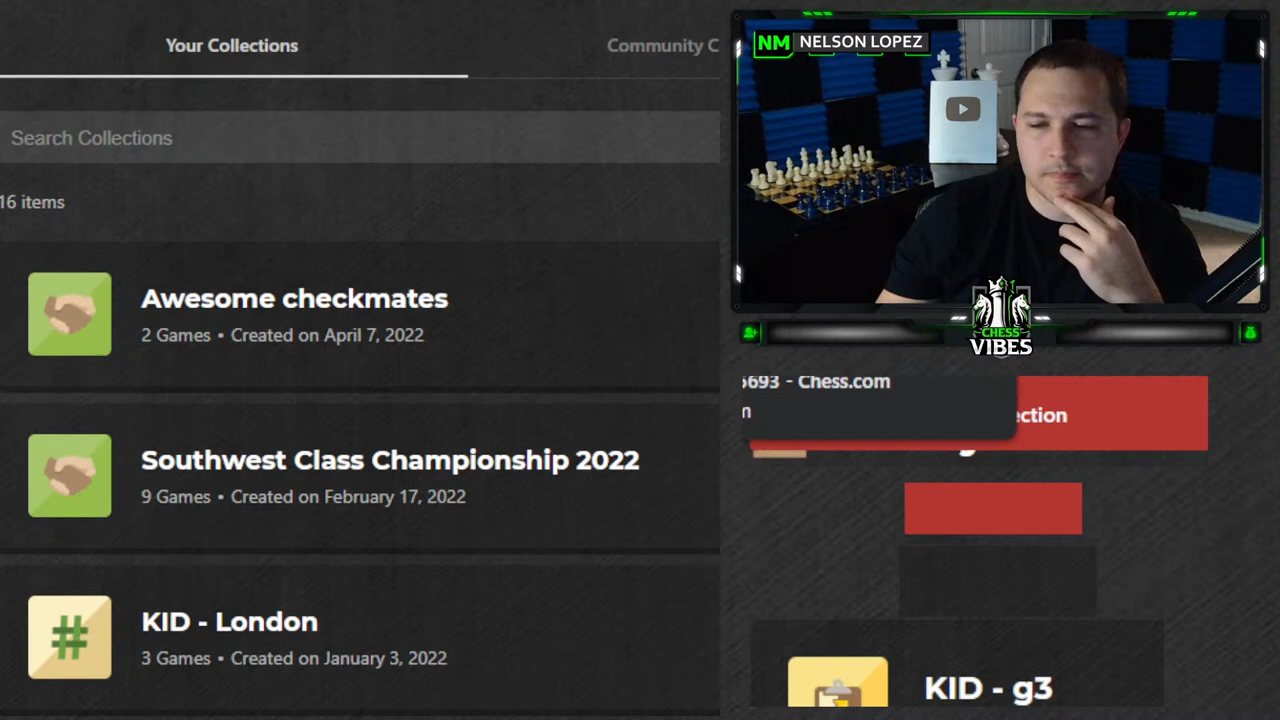 Your Collections
Community C
Search Collections
16 items
Awesome checkmates
2 Games • Created on April 7, 2022
Southwest Class Championship 2022
9 Games • Created on February 17, 2022
KID - London
3 Games • Created on January 3, 2022
NM NELSON LOPEZ
CHESS
VIBES
5693 - Chess.com
m
ection
KID - g3